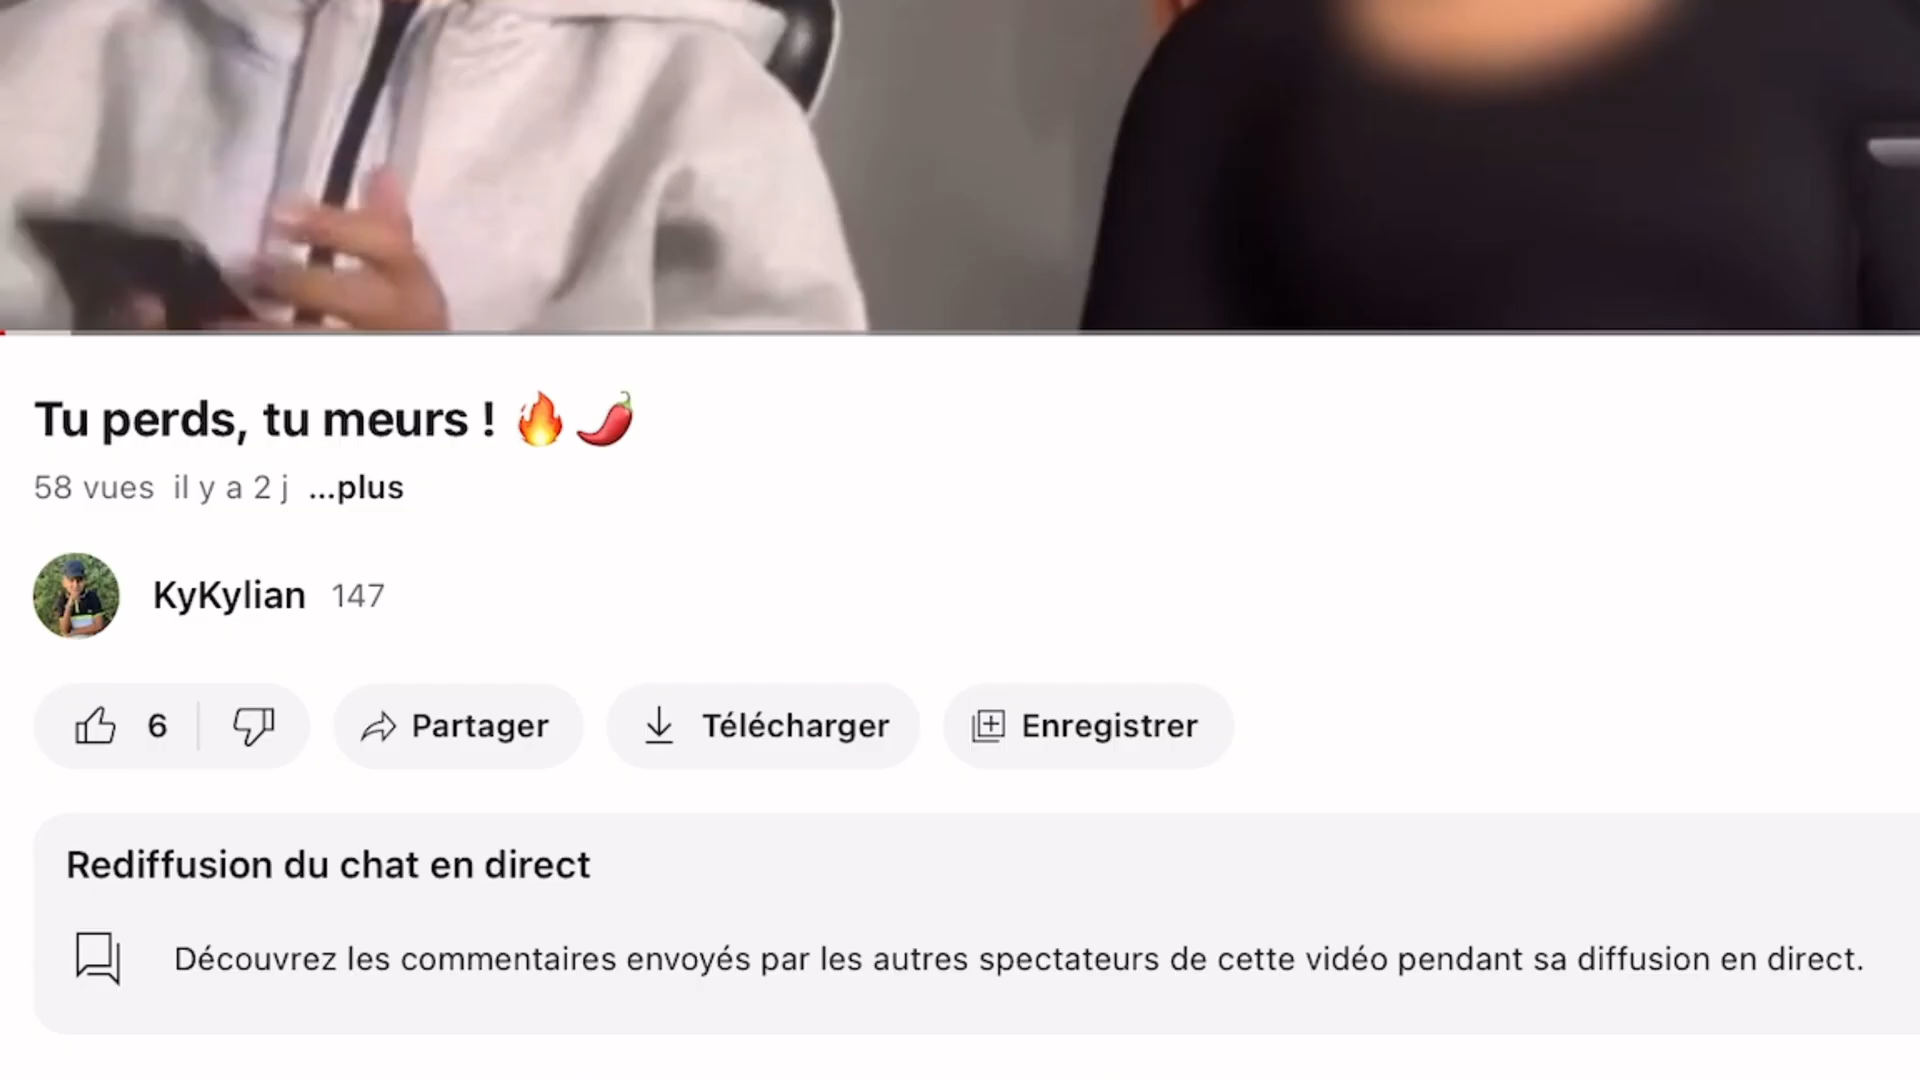 Tu perds, tu meurs ! 🔥🌶️
58 vues il y a 2 j ...plus
KyKylian 147
6 Partager Télécharger Enregistrer
Rediffusion du chat en direct
Découvrez les commentaires envoyés par les autres spectateurs de cette vidéo pendant sa diffusion en direct.